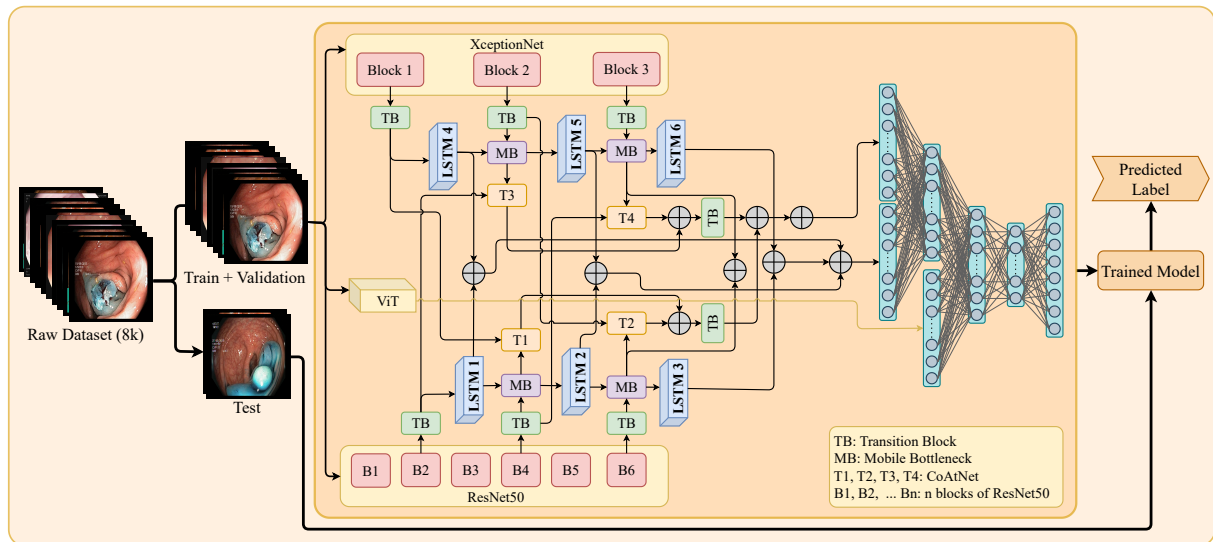 XceptionNet
Block 1
Block 2
Block 3
TB
TB
TB
LSTM 4
MB
LSTM 5
MB
LSTM 6
T3
T4
TB
Train + Validation
Raw Dataset (8k)
Test
ViT
T1
T2
TB
LSTM 1
MB
LSTM 2
MB
LSTM 3
TB
TB
TB
B1
B2
B3
B4
B5
B6
ResNet50
Predicted
Label
Trained Model
TB: Transition Block
MB: Mobile Bottleneck
T1, T2, T3, T4: CoAtNet
B1, B2, ... Bn: n blocks of ResNet50